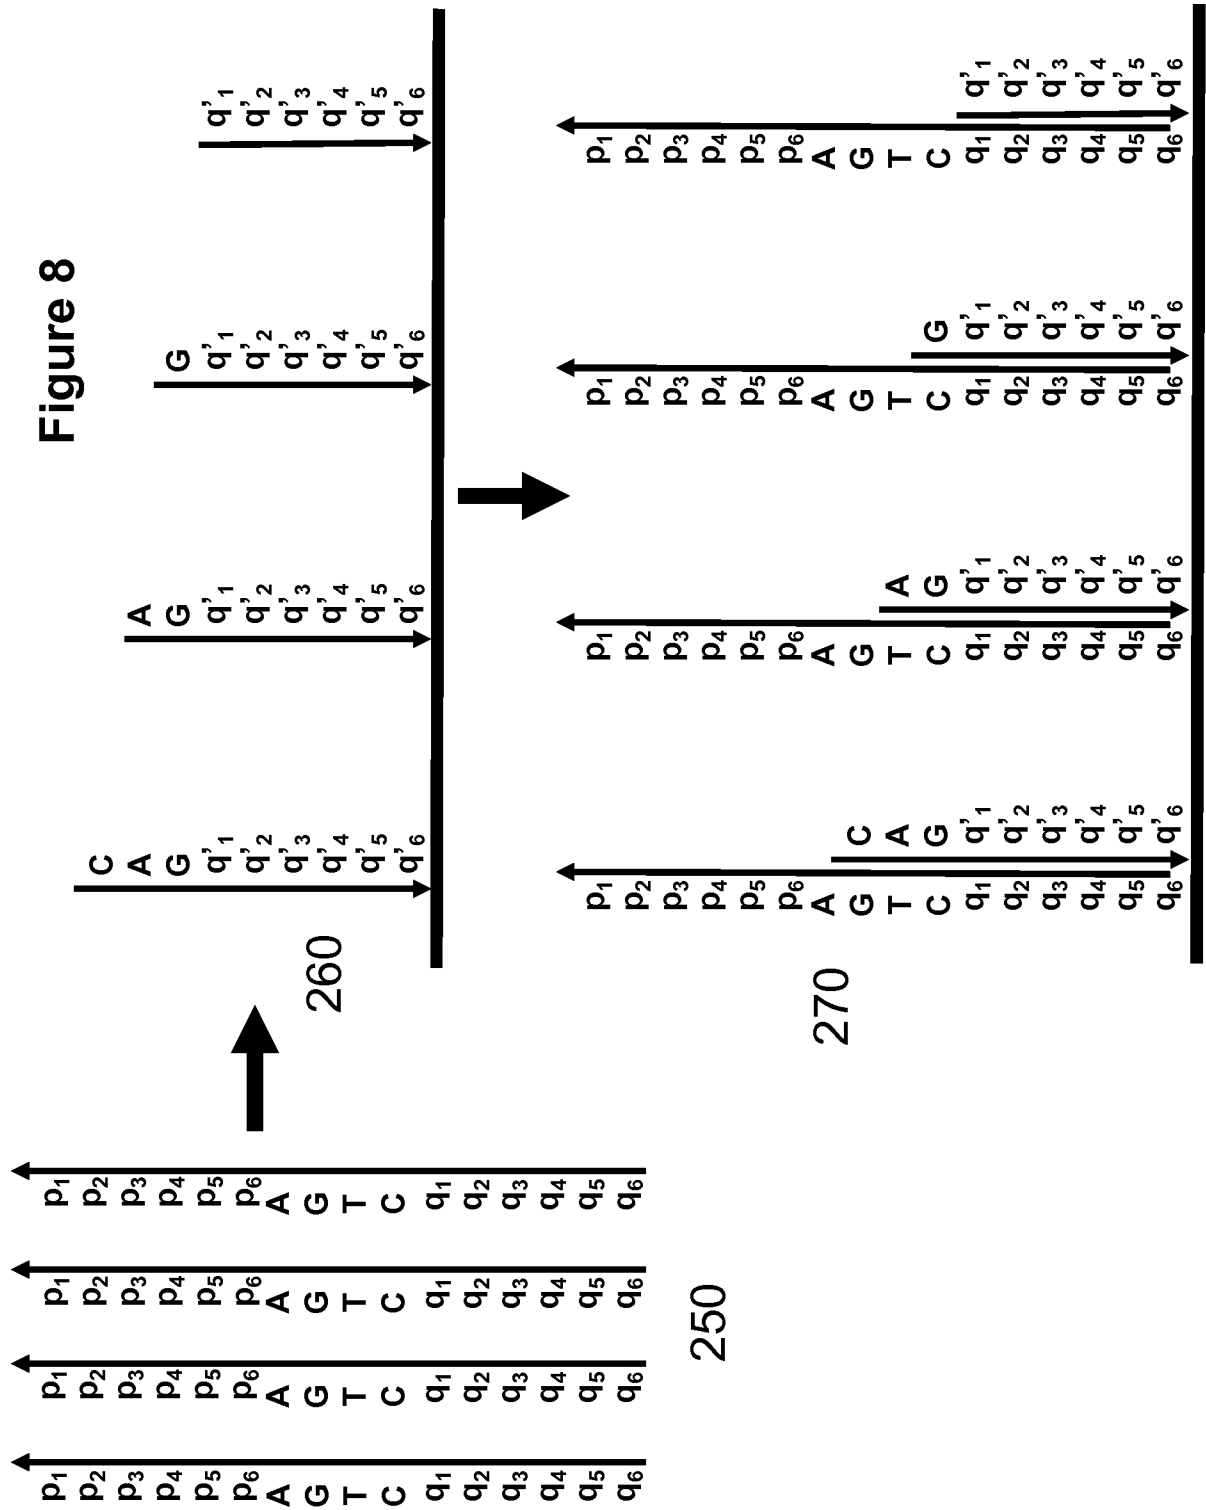 Figure 8
p1 p1 p1 p1
p2 p2 p2 p2
p3 p3 p3 p3
p4 p4 p4 p4
p5 p5 p5 p5
p6 p6 p6 p6
A A A A
G G G G
T T T T
C C C C
q1 q1 q1 q1
q2 q2 q2 q2
q3 q3 q3 q3
q4 q4 q4 q4
q5 q5 q5 q5
q6 q6 q6 q6
250
C
A A
G G G
q'1 q'1 q'1 q'1
q'2 q'2 q'2 q'2
q'3 q'3 q'3 q'3
q'4 q'4 q'4 q'4
q'5 q'5 q'5 q'5
q'6 q'6 q'6 q'6
260
p1 p1 p1 p1
p2 p2 p2 p2
p3 p3 p3 p3
p4 p4 p4 p4
p5 p5 p5 p5
p6 p6 p6 p6
A A A A
G C G G G
T A T A T T
C G C G C G C
q1 q'1 q1 q'1 q1 q'1 q1 q'1
q2 q'2 q2 q'2 q2 q'2 q2 q'2
q3 q'3 q3 q'3 q3 q'3 q3 q'3
q4 q'4 q4 q'4 q4 q'4 q4 q'4
q5 q'5 q5 q'5 q5 q'5 q5 q'5
q6 q'6 q6 q'6 q6 q'6 q6 q'6
270